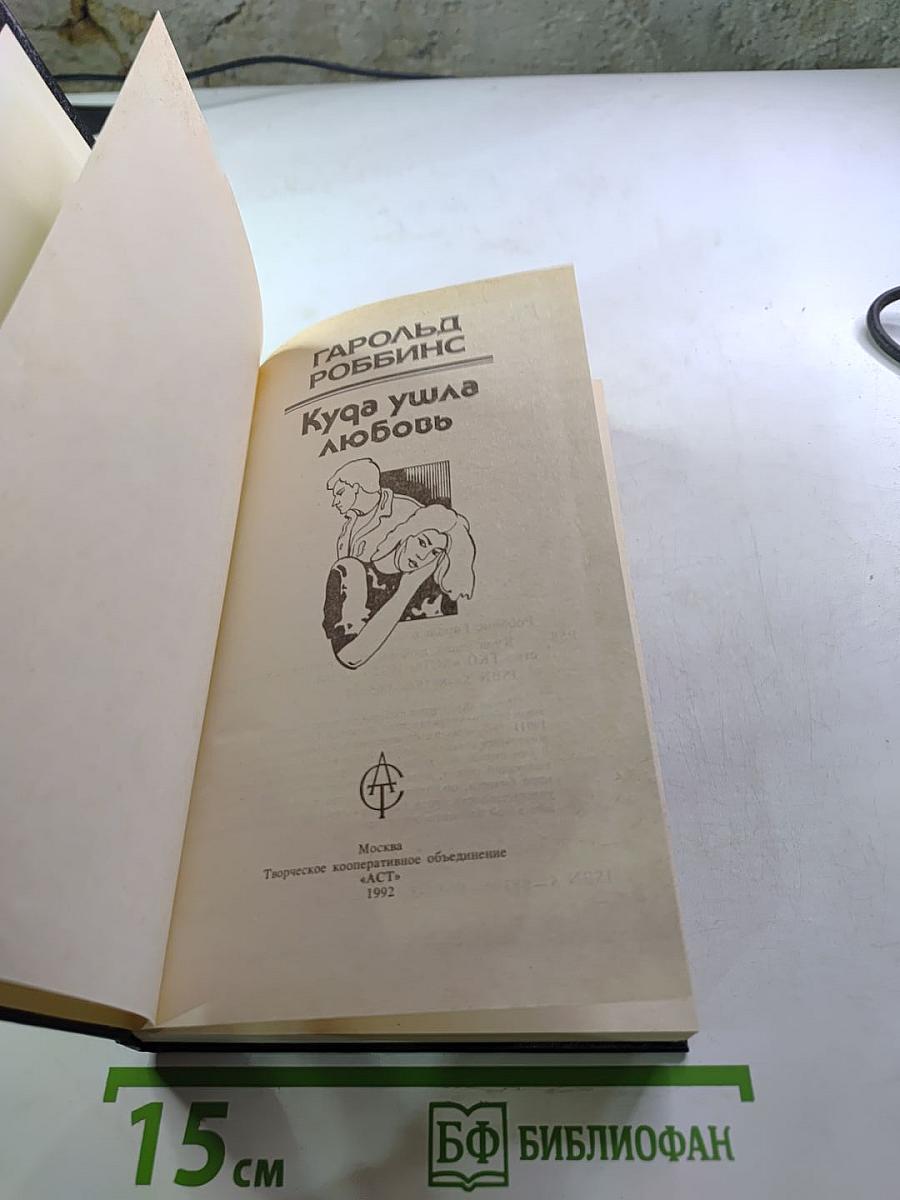 ГАРОЛЬД
РОББИНС
Куда ушла
любовь
АСТ
Москва
Творческое кооперативное объединение
«АСТ»
1992
15 см
БФ БИБЛИОФАН